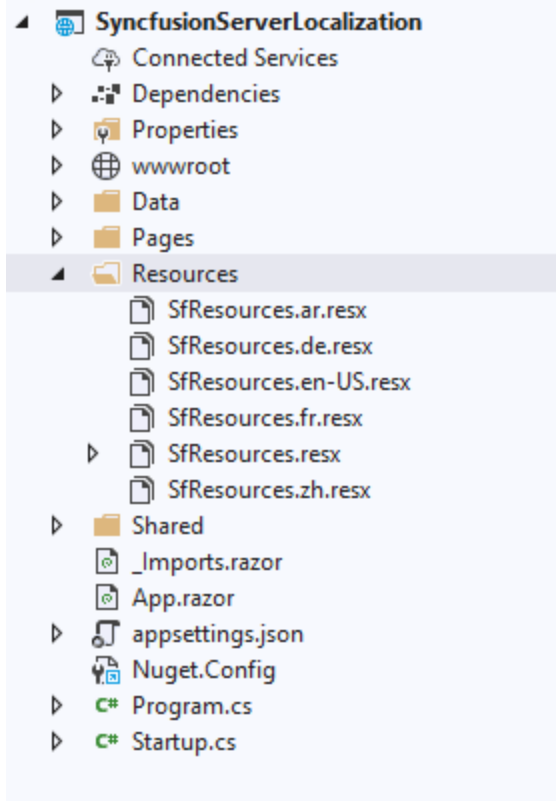 SyncfusionServerLocalization
Connected Services
Dependencies
Properties
wwwroot
Data
Pages
Resources
SfResources.ar.resx
SfResources.de.resx
SfResources.en-US.resx
SfResources.fr.resx
SfResources.resx
SfResources.zh.resx
Shared
_Imports.razor
App.razor
appsettings.json
Nuget.Config
C# Program.cs
C# Startup.cs